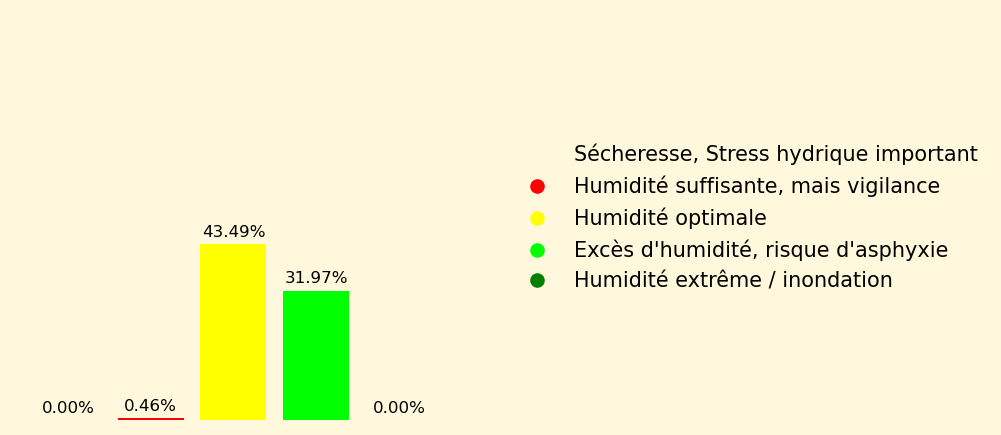 Sécheresse, Stress hydrique important
Humidité suffisante, mais vigilance
Humidité optimale
Excès d'humidité, risque d'asphyxie
Humidité extrême / inondation
43.49%
31.97%
0.00%
0.46%
0.00%